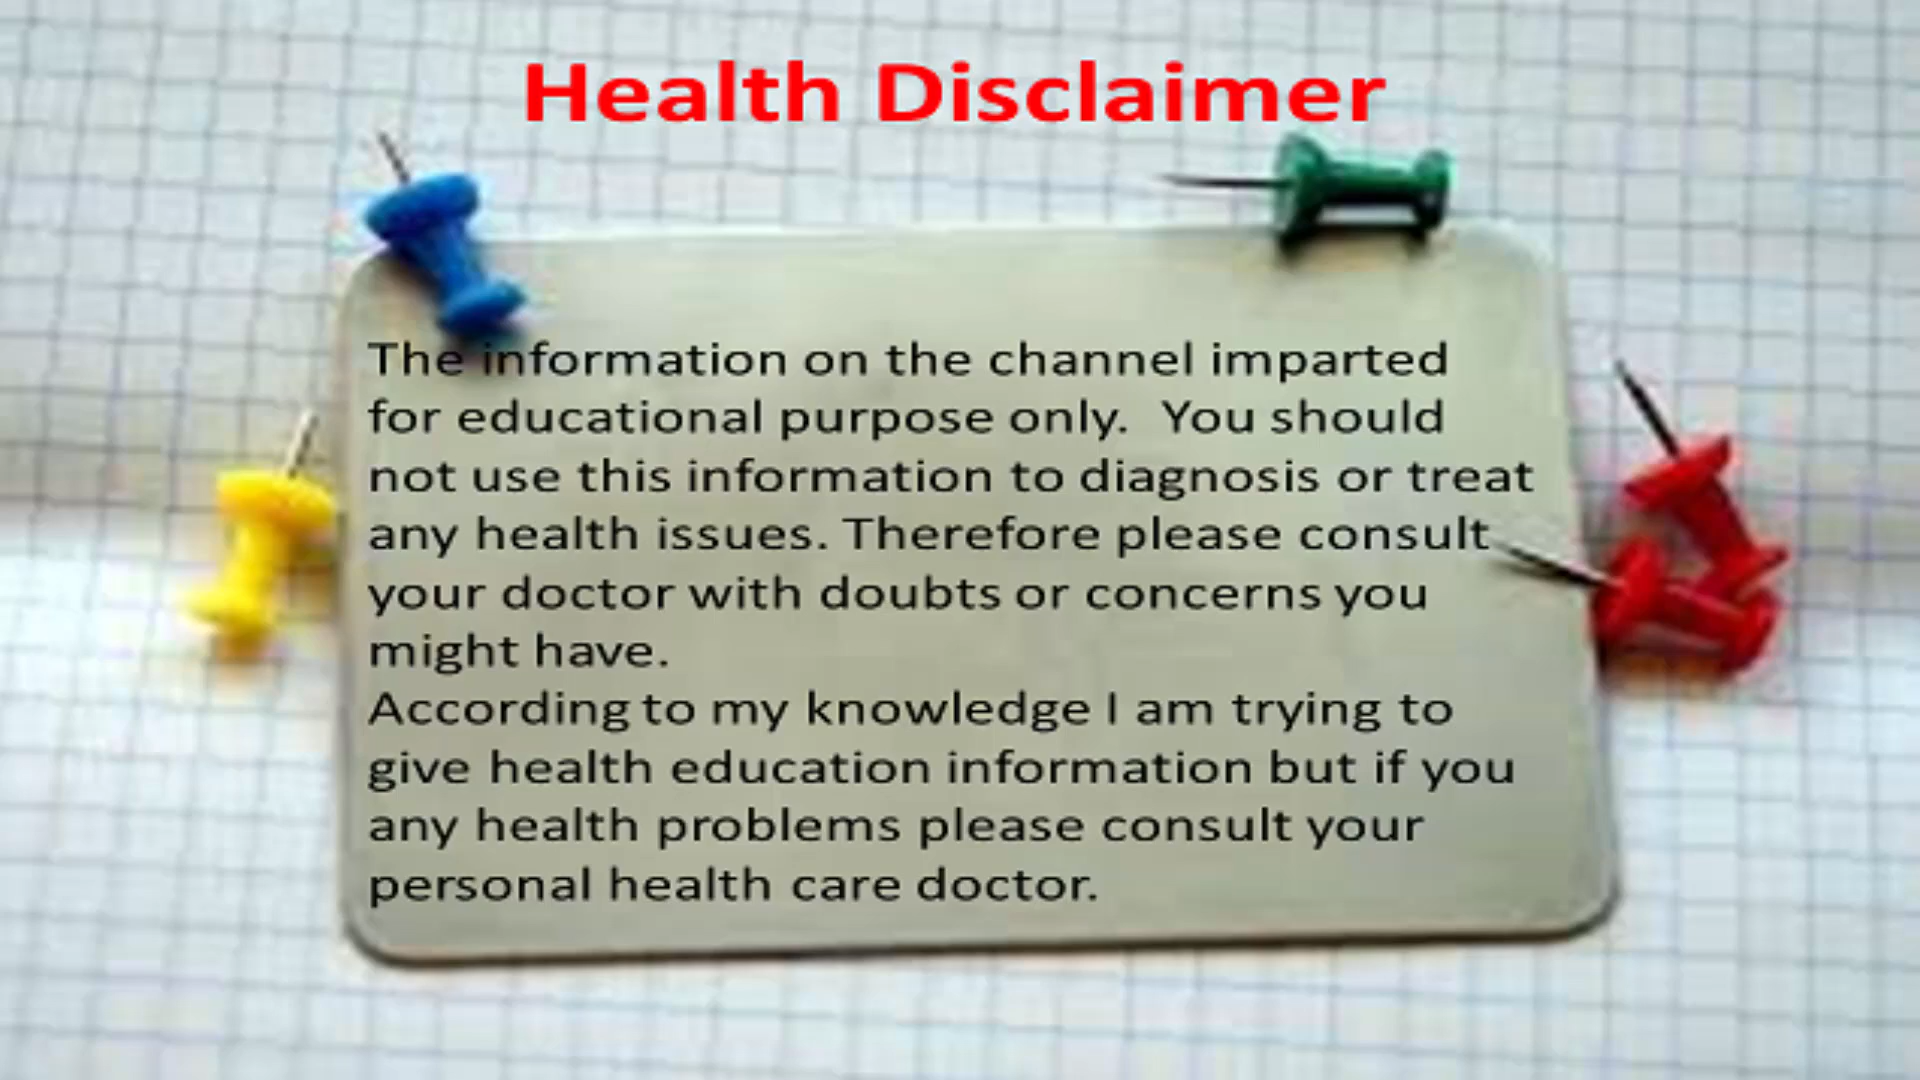 Health Disclaimer
The information on the channel imparted
for educational purpose only.  You should
not use this information to diagnosis or treat
any health issues. Therefore please consult
your doctor with doubts or concerns you
might have.
According to my knowledge I am trying to
give health education information but if you
any health problems please consult your
personal health care doctor.